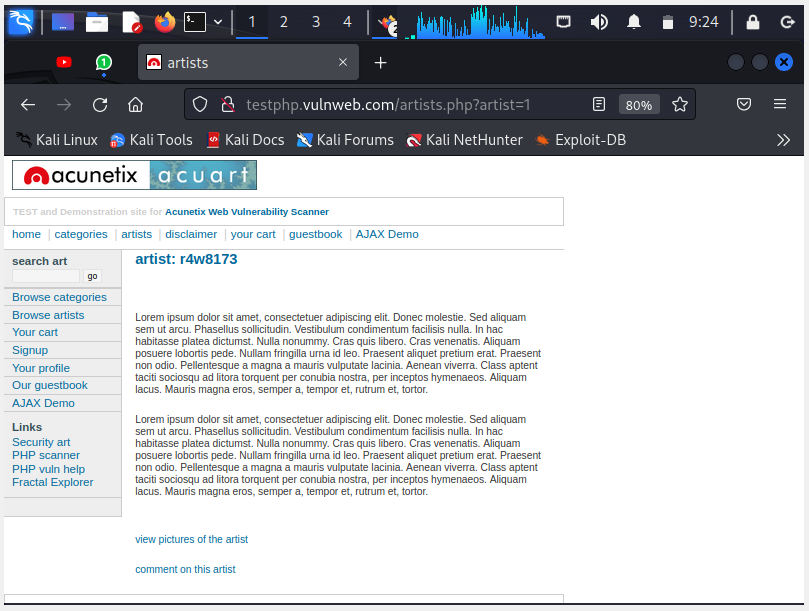 1 2 3 4 2 9:24
1 artists
testphp.vulnweb.com/artists.php?artist=1 80%
Kali Linux Kali Tools Kali Docs Kali Forums Kali NetHunter Exploit-DB
acunetix acuart
TEST and Demonstration site for Acunetix Web Vulnerability Scanner
home | categories | artists | disclaimer | your cart | guestbook | AJAX Demo
search art
go
Browse categories
Browse artists
Your cart
Signup
Your profile
Our guestbook
AJAX Demo
Links
Security art
PHP scanner
PHP vuln help
Fractal Explorer
artist: r4w8173
Lorem ipsum dolor sit amet, consectetuer adipiscing elit. Donec molestie. Sed aliquam
sem ut arcu. Phasellus sollicitudin. Vestibulum condimentum facilisis nulla. In hac
habitasse platea dictumst. Nulla nonummy. Cras quis libero. Cras venenatis. Aliquam
posuere lobortis pede. Nullam fringilla urna id leo. Praesent aliquet pretium erat. Praesent
non odio. Pellentesque a magna a mauris vulputate lacinia. Aenean viverra. Class aptent
taciti sociosqu ad litora torquent per conubia nostra, per inceptos hymenaeos. Aliquam
lacus. Mauris magna eros, semper a, tempor et, rutrum et, tortor.
Lorem ipsum dolor sit amet, consectetuer adipiscing elit. Donec molestie. Sed aliquam
sem ut arcu. Phasellus sollicitudin. Vestibulum condimentum facilisis nulla. In hac
habitasse platea dictumst. Nulla nonummy. Cras quis libero. Cras venenatis. Aliquam
posuere lobortis pede. Nullam fringilla urna id leo. Praesent aliquet pretium erat. Praesent
non odio. Pellentesque a magna a mauris vulputate lacinia. Aenean viverra. Class aptent
taciti sociosqu ad litora torquent per conubia nostra, per inceptos hymenaeos. Aliquam
lacus. Mauris magna eros, semper a, tempor et, rutrum et, tortor.
view pictures of the artist
comment on this artist